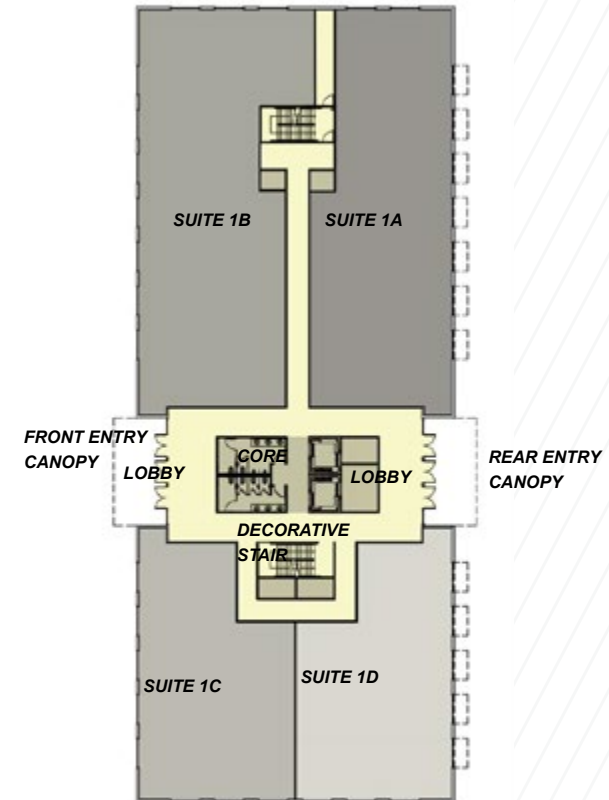 SUITE 1B
SUITE 1A
FRONT ENTRY
CANOPY
LOBBY
CORE
LOBBY
REAR ENTRY
CANOPY
DECORATIVE
STAIR
SUITE 1C
SUITE 1D